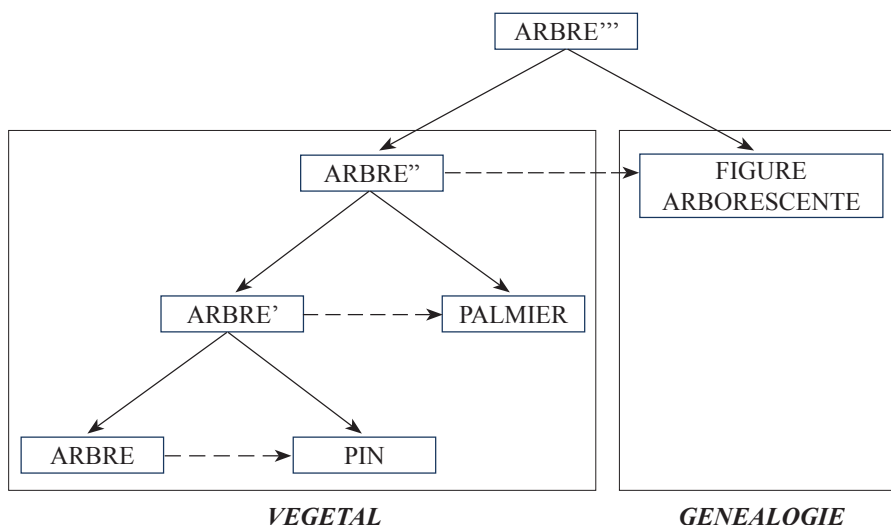 ARBRE’’’
ARBRE”
FIGURE
ARBORESCENTE
ARBRE’
PALMIER
ARBRE
PIN
VEGETAL
GENEALOGIE